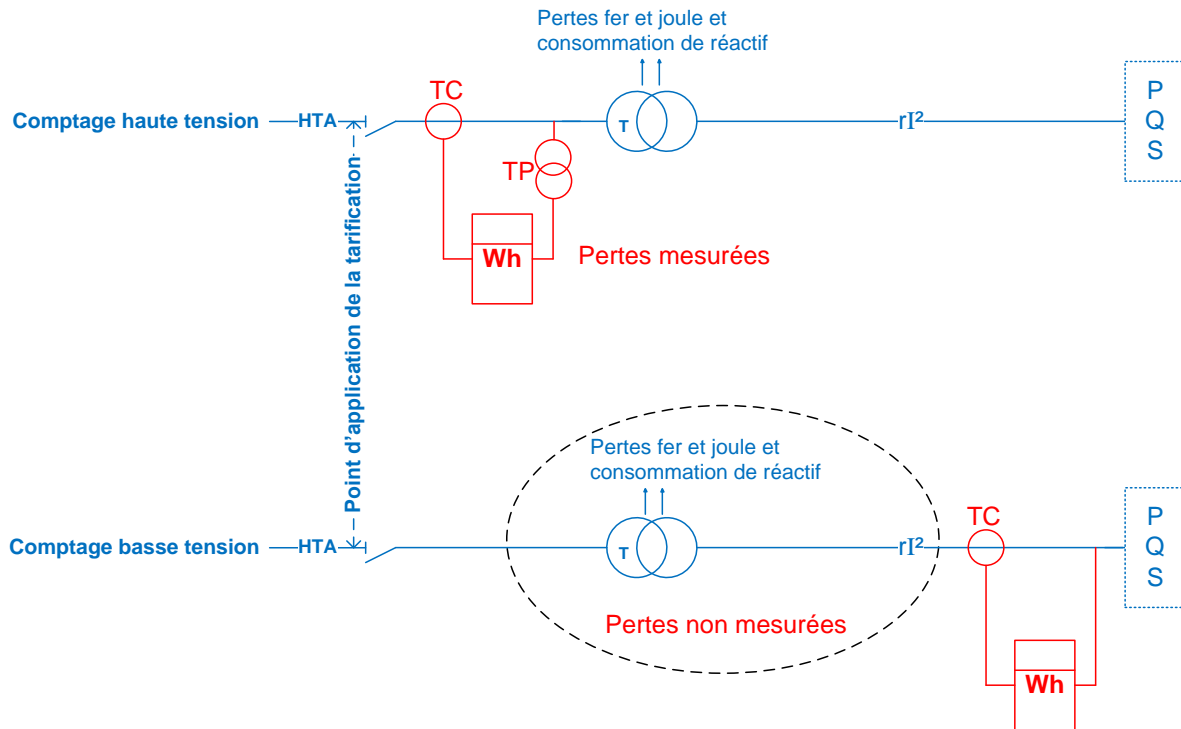 Pertes fer et joule et
consommation de réactif
TC
Comptage haute tension
HTA
T
rI²
P
Q
S
TP
Wh
Pertes mesurées
Point d’application de la tarification
Pertes fer et joule et
consommation de réactif
TC
Comptage basse tension
HTA
T
rI²
P
Q
S
Pertes non mesurées
Wh